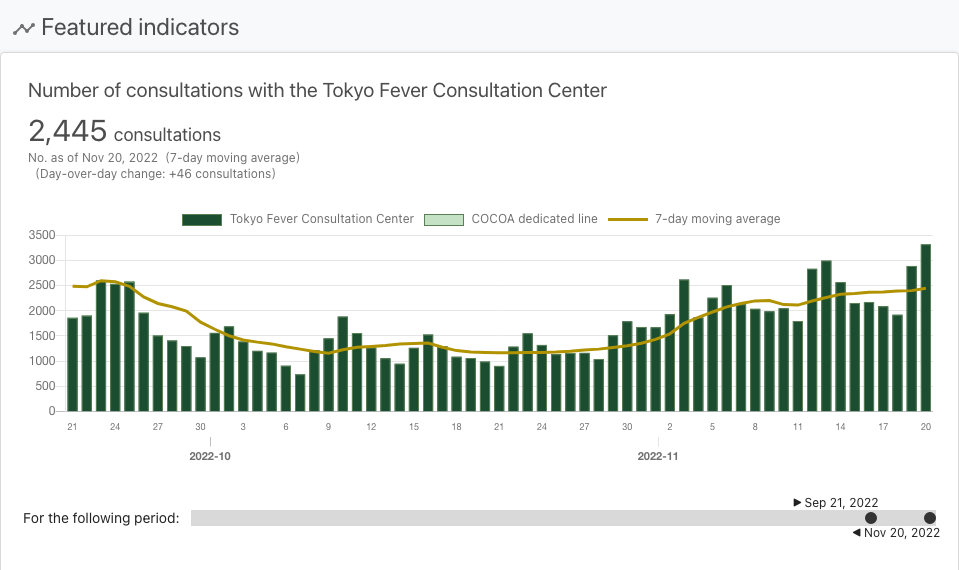 Featured indicators
Number of consultations with the Tokyo Fever Consultation Center
2,445 consultations
No. as of Nov 20, 2022 (7-day moving average)
(Day-over-day change: +46 consultations)
Tokyo Fever Consultation Center COCOA dedicated line 7-day moving average
3500
3000
2500
2000
1500
1000
500
0
21 24 27 30 3 6 9 12 15 18 21 24 27 30 2 5 8 11 14 17 20
2022-10 2022-11
Sep 21, 2022
For the following period:
Nov 20, 2022